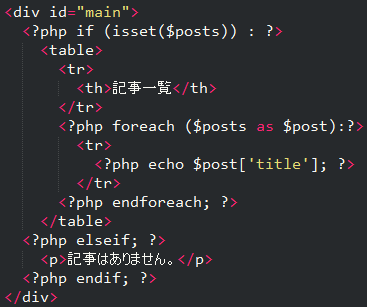 <div id="main">
  <?php if (isset($posts)) : ?>
    <table>
      <tr>
        <th>記事一覧</th>
      </tr>
      <?php foreach ($posts as $post):?>
        <tr>
          <?php echo $post['title']; ?>
        </tr>
      <?php endforeach; ?>
    </table>
  <?php elseif; ?>
    <p>記事はありません。</p>
  <?php endif; ?>
</div>